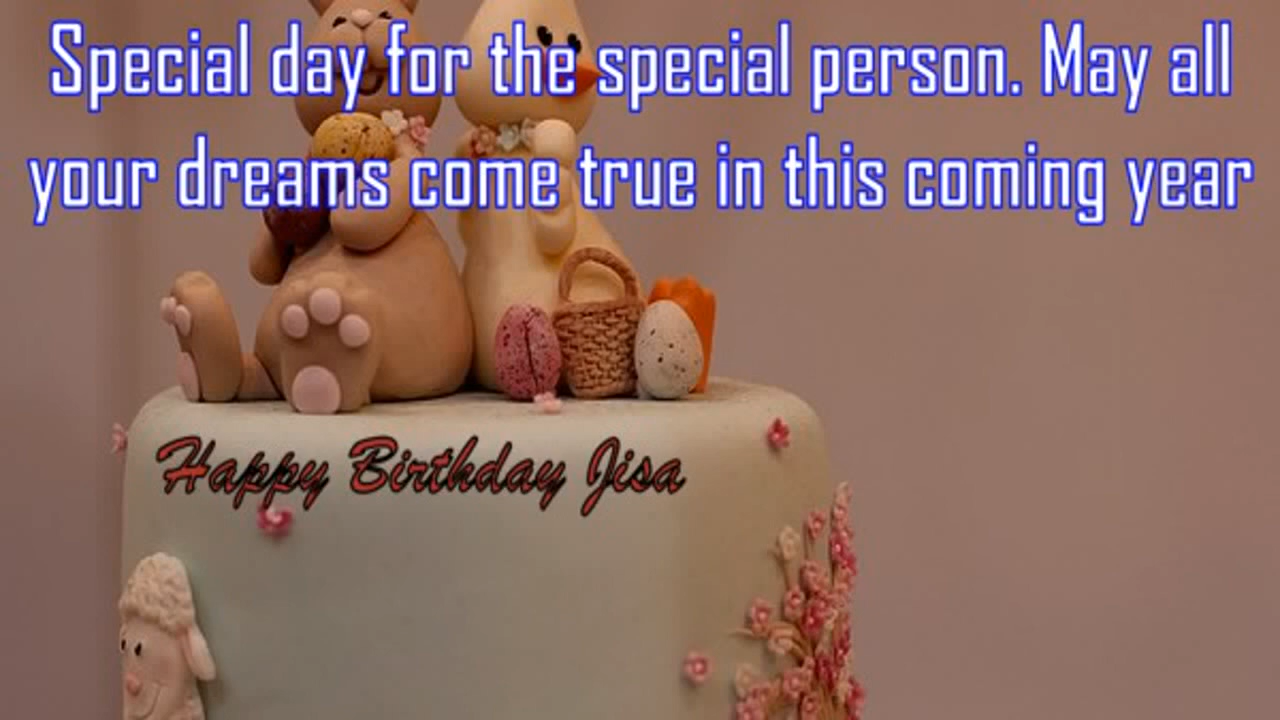 Special day for the special person. May all
your dreams come true in this coming year
Happy Birthday Jisa